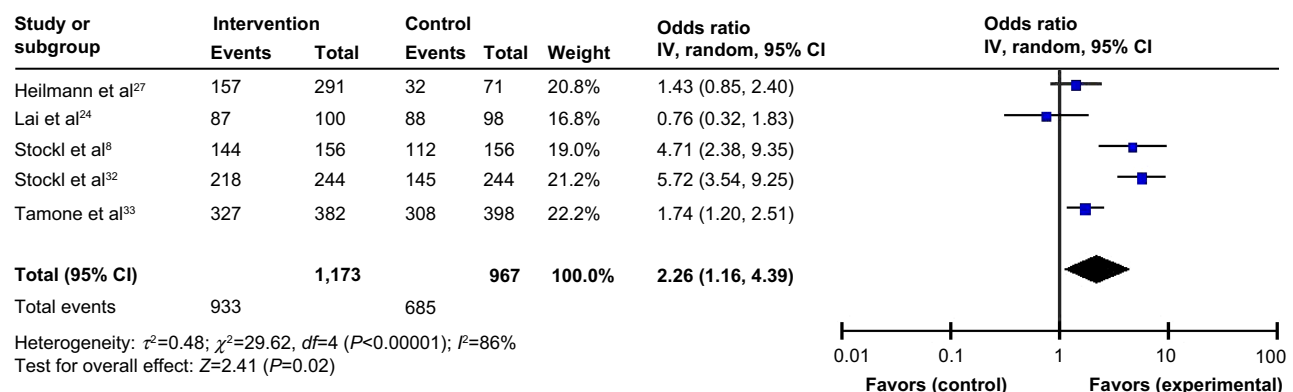 Study or subgroup Intervention Control Odds ratio Odds ratio
Events Total Events Total Weight IV, random, 95% CI IV, random, 95% CI
Heilmann et al²⁷ 157 291 32 71 20.8% 1.43 (0.85, 2.40)
Lai et al²⁴ 87 100 88 98 16.8% 0.76 (0.32, 1.83)
Stockl et al⁸ 144 156 112 156 19.0% 4.71 (2.38, 9.35)
Stockl et al³² 218 244 145 244 21.2% 5.72 (3.54, 9.25)
Tamone et al³³ 327 382 308 398 22.2% 1.74 (1.20, 2.51)
Total (95% CI) 1,173 967 100.0% 2.26 (1.16, 4.39)
Total events 933 685
Heterogeneity: τ²=0.48; χ²=29.62, df=4 (P<0.00001); I²=86%
Test for overall effect: Z=2.41 (P=0.02)
0.01 0.1 1 10 100
Favors (control) Favors (experimental)